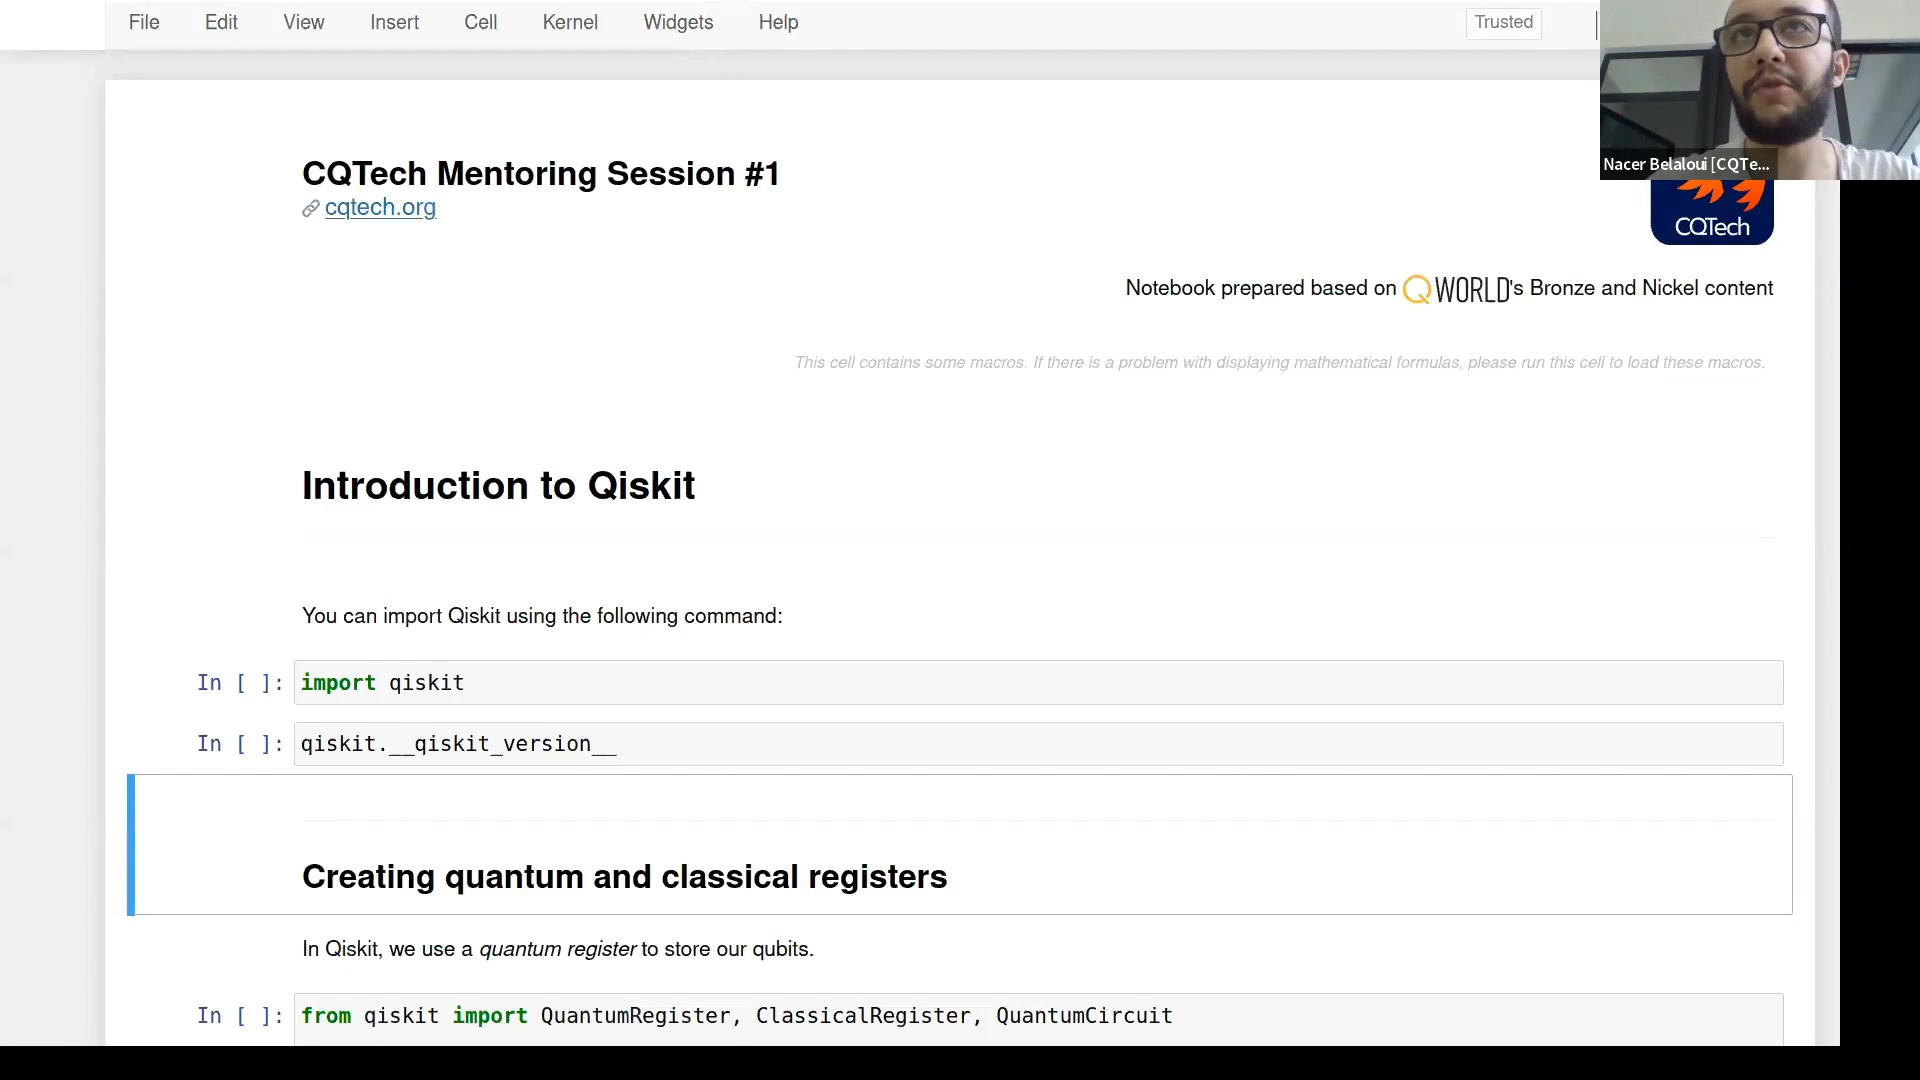 File Edit View Insert Cell Kernel Widgets Help Trusted
Nacer Belaloui [CQTe...
CQTech Mentoring Session #1
cqtech.org
CQTech
Notebook prepared based on QWORLD's Bronze and Nickel content
This cell contains some macros. If there is a problem with displaying mathematical formulas, please run this cell to load these macros.
Introduction to Qiskit
You can import Qiskit using the following command:
In [ ]: import qiskit
In [ ]: qiskit.__qiskit_version__
Creating quantum and classical registers
In Qiskit, we use a quantum register to store our qubits.
In [ ]: from qiskit import QuantumRegister, ClassicalRegister, QuantumCircuit